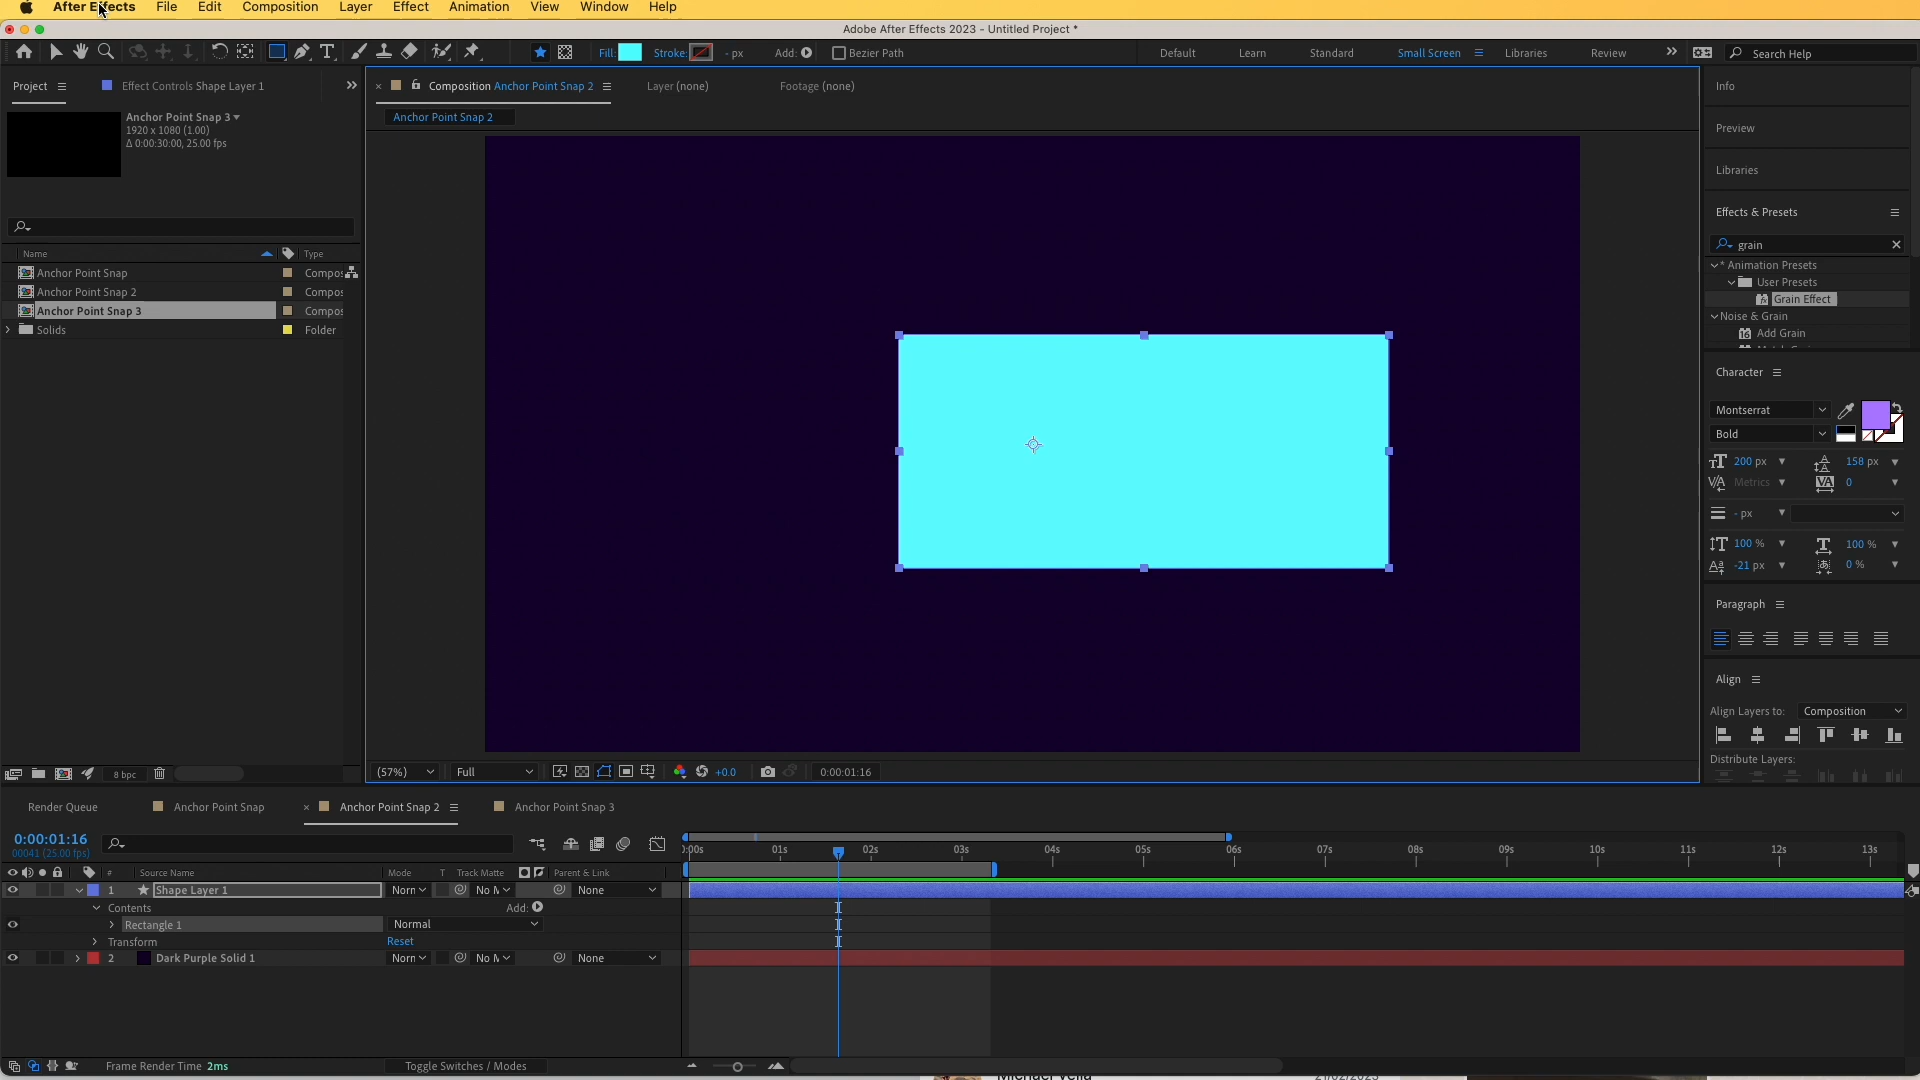 After Effects File Edit Composition Layer Effect Animation View Window Help
Adobe After Effects 2023 - Untitled Project *
Fill: Stroke: - px Add: Bezier Path Default Learn Standard Small Screen Libraries Review Search Help
Project Effect Controls Shape Layer 1
Anchor Point Snap 3
1920 x 1080 (1.00)
Δ 0:00:30:00, 25.00 fps
Name Type
Anchor Point Snap Compos
Anchor Point Snap 2 Compos
Anchor Point Snap 3 Compos
Solids Folder
8 bpc
Composition Anchor Point Snap 2 Layer (none) Footage (none)
Anchor Point Snap 2
(57%) Full +0.0 0:00:01:16
Info
Preview
Libraries
Effects & Presets
grain
* Animation Presets
User Presets
Grain Effect
Noise & Grain
Add Grain
Character
Montserrat
Bold
200 px 158 px
Metrics 0
- px
100 % 100 %
-21 px 0 %
Paragraph
Align
Align Layers to: Composition
Distribute Layers:
Render Queue Anchor Point Snap Anchor Point Snap 2 Anchor Point Snap 3
0:00:01:16
00041 (25.00 fps)
# Source Name Mode T Track Matte Parent & Link
1 Shape Layer 1 Norn No M None
Contents Add:
Rectangle 1 Normal
Transform Reset
2 Dark Purple Solid 1 Norn No M None
):00s 01s 02s 03s 04s 05s 06s 07s 08s 09s 10s 11s 12s 13s
Frame Render Time 2ms Toggle Switches / Modes